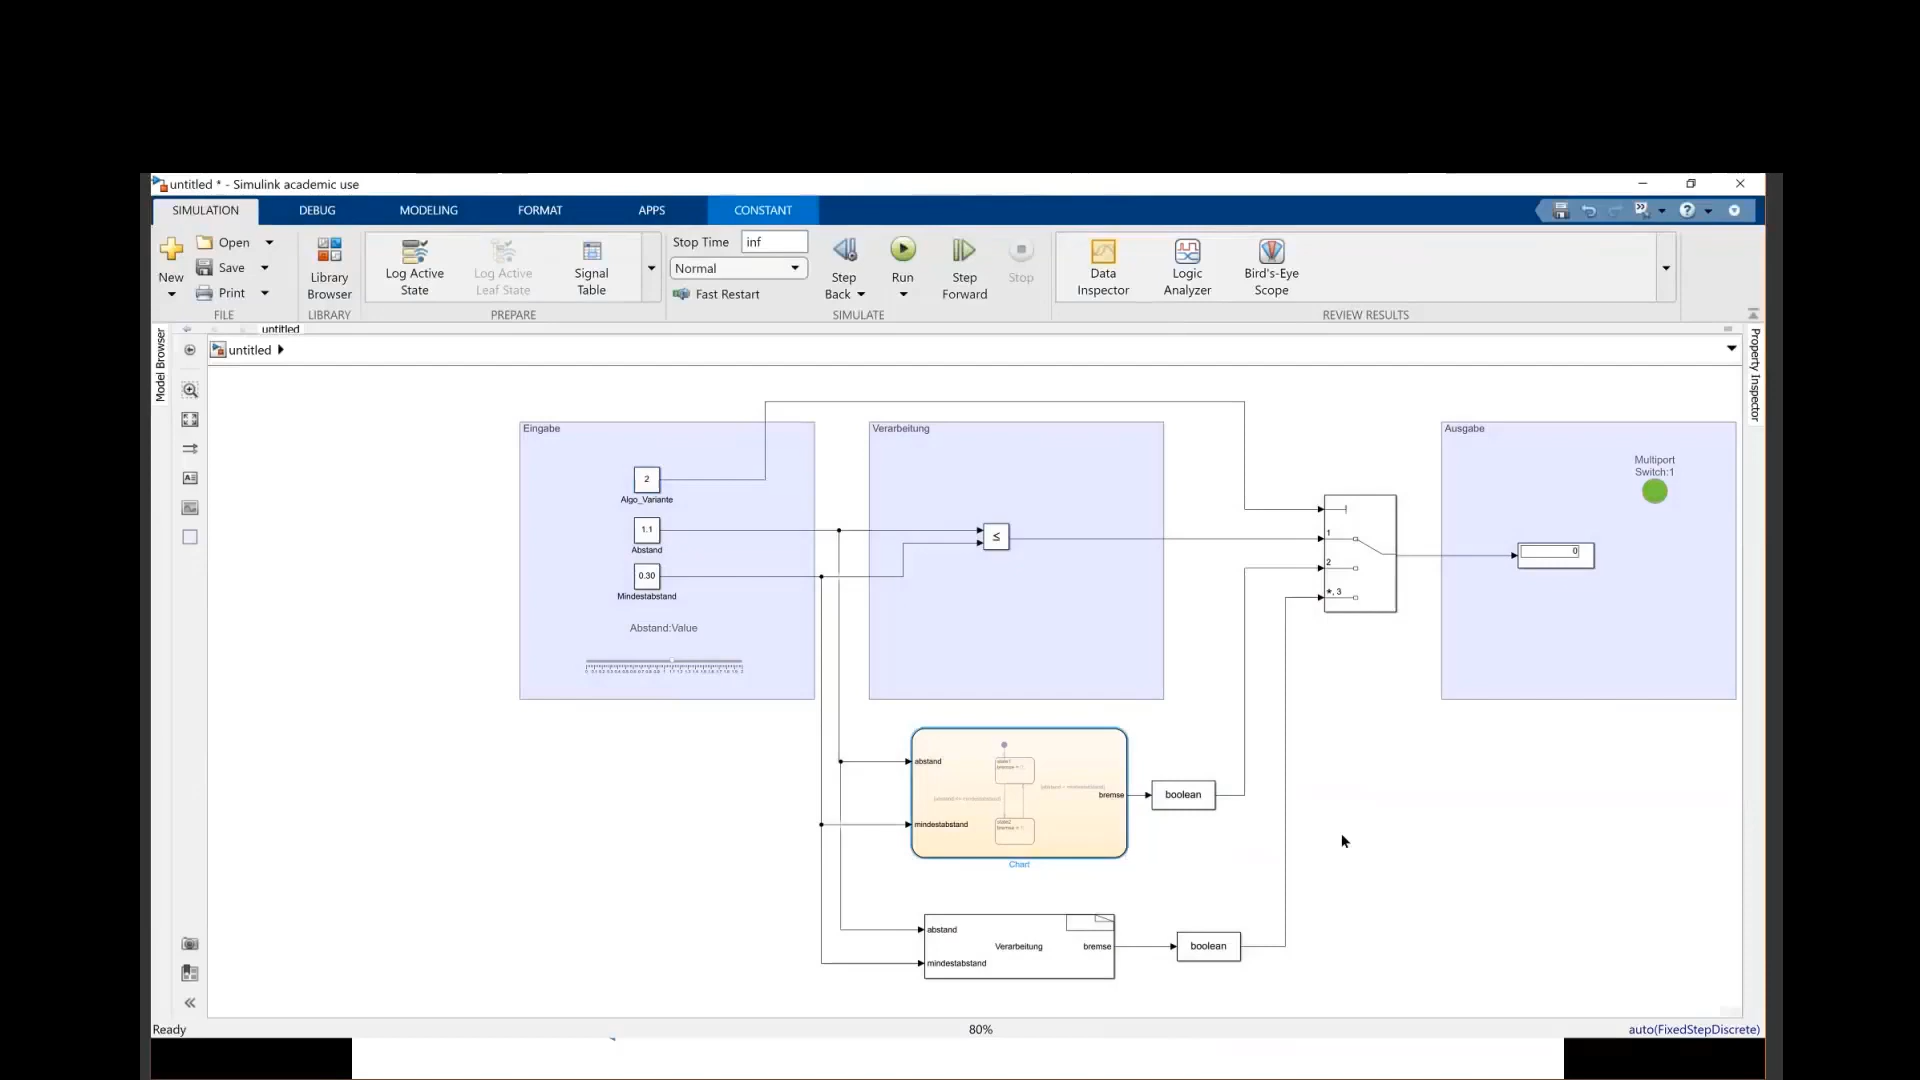 untitled * - Simulink academic use
SIMULATION
DEBUG
MODELING
FORMAT
APPS
CONSTANT
New
Open
Save
Print
FILE
Library
Browser
LIBRARY
Log Active
State
Log Active
Leaf State
Signal
Table
PREPARE
Stop Time
inf
Normal
Fast Restart
Step
Back
Run
Step
Forward
Stop
SIMULATE
Data
Inspector
Logic
Analyzer
Bird's-Eye
Scope
REVIEW RESULTS
Model Browser
untitled
untitled
Property Inspector
Eingabe
2
Algo_Variante
1.1
Abstand
0.30
Mindestabstand
Abstand:Value
Verarbeitung
≤
1
2
*, 3
Ausgabe
Multiport
Switch:1
0
abstand
mindestabstand
bremse
Chart
boolean
abstand
mindestabstand
Verarbeitung
bremse
boolean
Ready
80%
auto(FixedStepDiscrete)